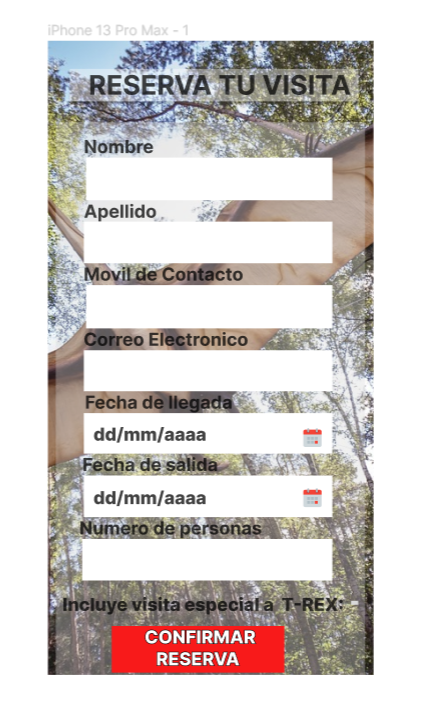 iPhone 13 Pro Max - 1
RESERVA TU VISITA
Nombre
Apellido
Movil de Contacto
Correo Electronico
Fecha de llegada
dd/mm/aaaa
Fecha de salida
dd/mm/aaaa
Numero de personas
Incluye visita especial a T-REX:
CONFIRMAR
RESERVA